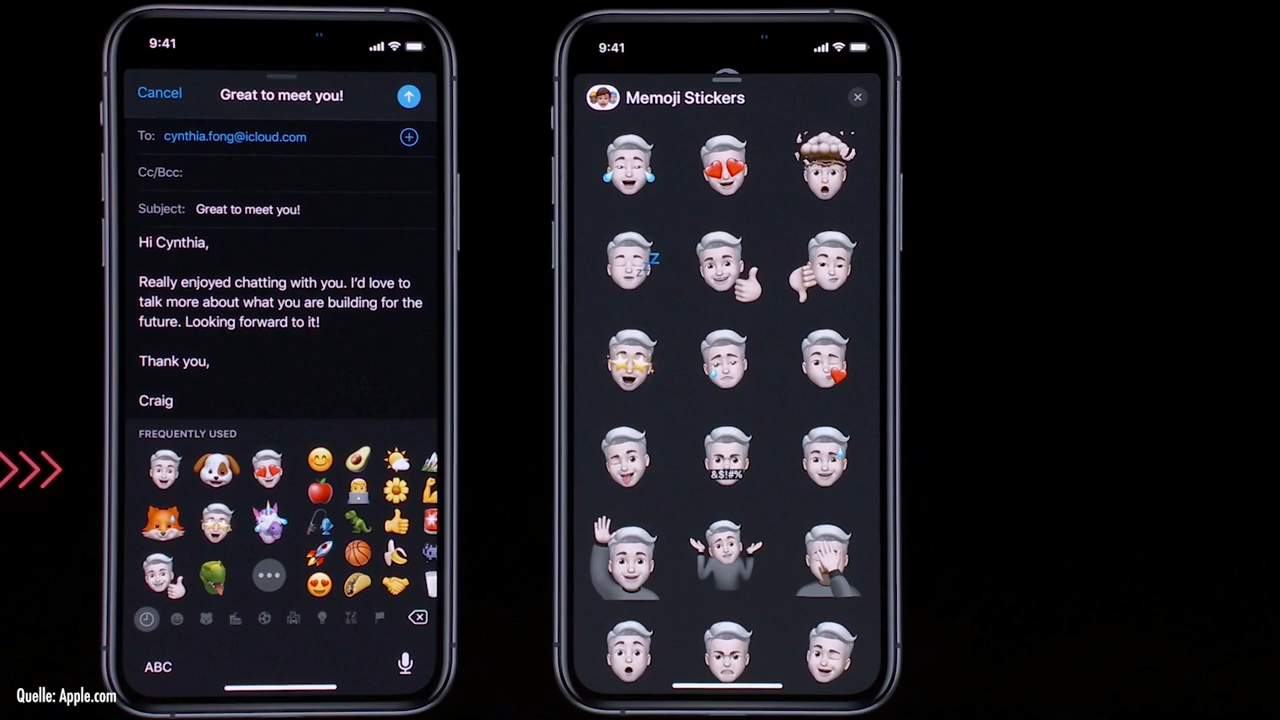 9:41
Cancel
Great to meet you!
To: cynthia.fong@icloud.com
Cc/Bcc:
Subject: Great to meet you!
Hi Cynthia,
Really enjoyed chatting with you. I'd love to
talk more about what you are building for the
future. Looking forward to it!
Thank you,
Craig
FREQUENTLY USED
ABC
9:41
Memoji Stickers
ZZZ
&$!#%
Quelle: Apple.com